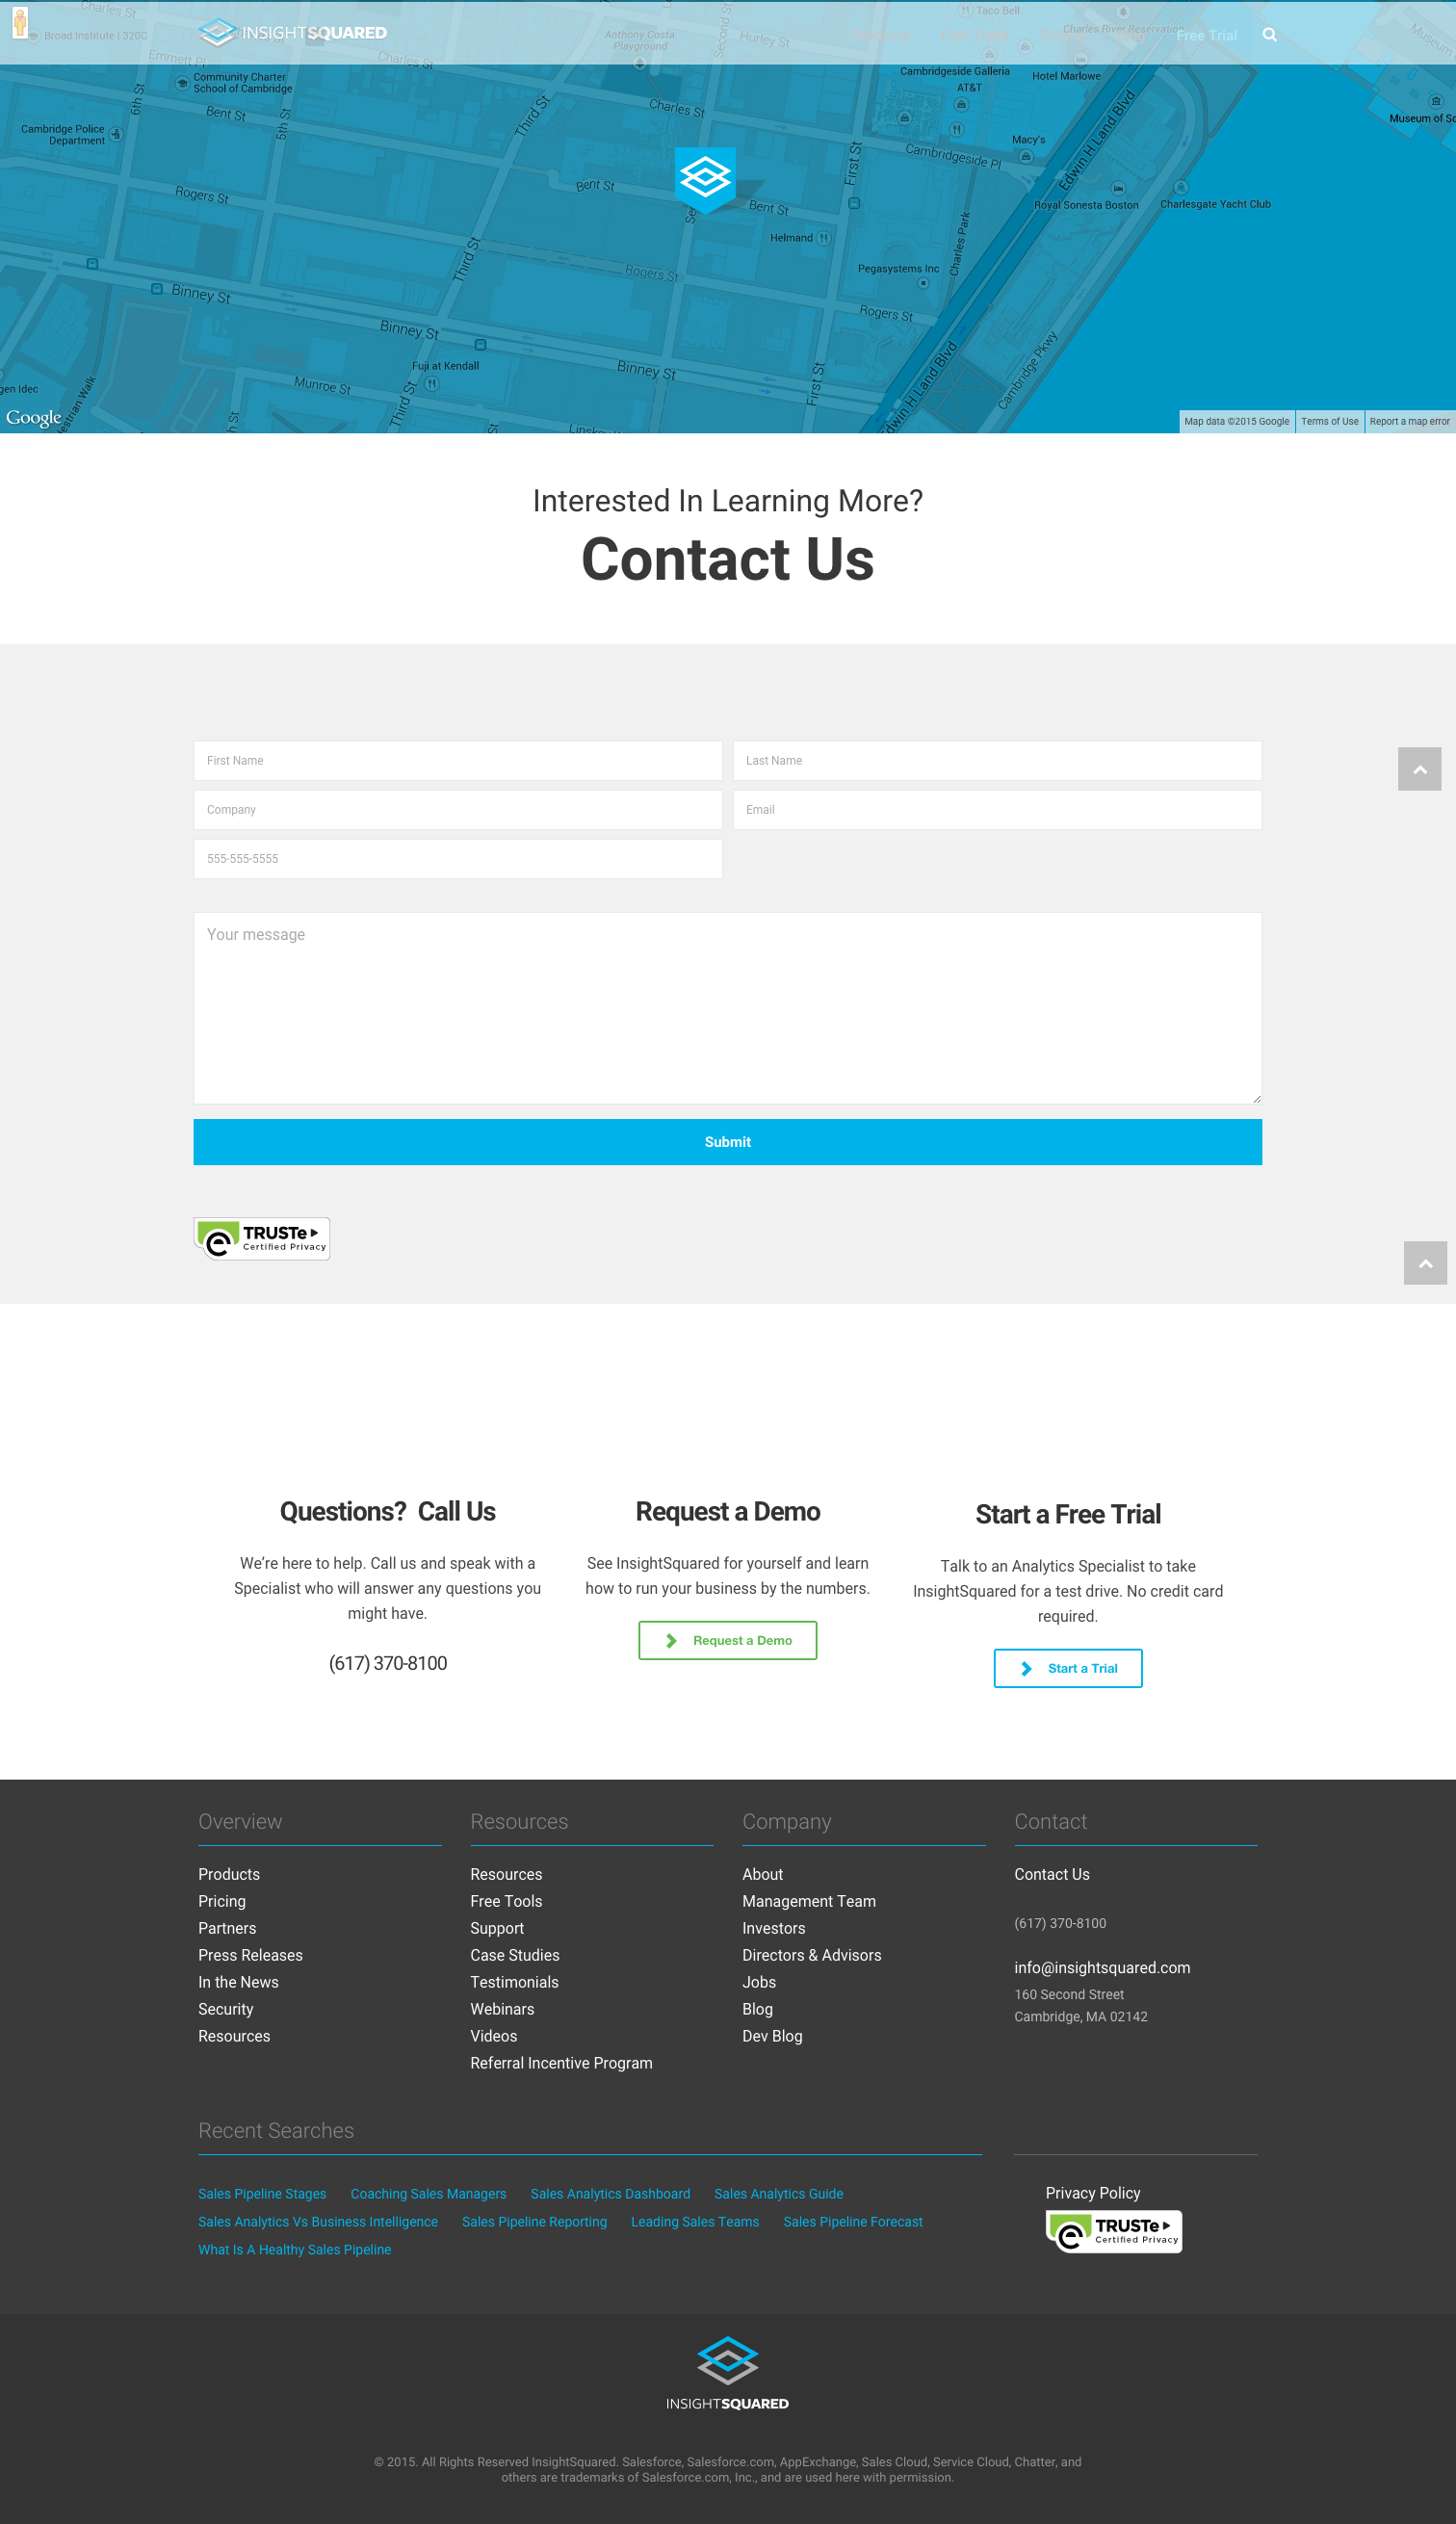 Charles St
Second St
Taco Bell
Broad Institute | 320C
INSIGHTSQUARED
Anthony Costa
Playground
Hurley St
Charles River Reservation
Free Trial
Museum
Emmett Pl
Charles St
Community Charter
School of Cambridge
Cambridgeside Galleria
AT&T
Hotel Marlowe
6th St
Bent St
5th St
Third St
Charles St
First St
Macy's
Edwin H Land Blvd
Cambridge Police
Department
Cambridgeside Pl
Museum of Sc
Rogers St
Bent St
Bent St
Royal Sonesta Boston
Charlesgate Yacht Club
Helmand
Charles Park
Third St
Rogers St
Pegasystems Inc
Binney St
Rogers St
Binney St
Fuji at Kendall
Binney St
First St
Edwin H Land Blvd
Cambridge Pkwy
gen Idec
Munroe St
Third St
Google
Map data ©2015 Google
Terms of Use
Report a map error
Interested In Learning More?
Contact Us
First Name
Last Name
Company
Email
555-555-5555
Your message
Submit
TRUSTe
Certified Privacy
Questions?  Call Us
We're here to help. Call us and speak with a
Specialist who will answer any questions you
might have.
(617) 370-8100
Request a Demo
See InsightSquared for yourself and learn
how to run your business by the numbers.
Request a Demo
Start a Free Trial
Talk to an Analytics Specialist to take
InsightSquared for a test drive. No credit card
required.
Start a Trial
Overview
Products
Pricing
Partners
Press Releases
In the News
Security
Resources
Resources
Resources
Free Tools
Support
Case Studies
Testimonials
Webinars
Videos
Referral Incentive Program
Company
About
Management Team
Investors
Directors & Advisors
Jobs
Blog
Dev Blog
Contact
Contact Us
(617) 370-8100
info@insightsquared.com
160 Second Street
Cambridge, MA 02142
Recent Searches
Sales Pipeline Stages Coaching Sales Managers Sales Analytics Dashboard Sales Analytics Guide
Sales Analytics Vs Business Intelligence Sales Pipeline Reporting Leading Sales Teams Sales Pipeline Forecast
What Is A Healthy Sales Pipeline
Privacy Policy
TRUSTe
Certified Privacy
INSIGHTSQUARED
© 2015. All Rights Reserved InsightSquared. Salesforce, Salesforce.com, AppExchange, Sales Cloud, Service Cloud, Chatter, and
others are trademarks of Salesforce.com, Inc., and are used here with permission.